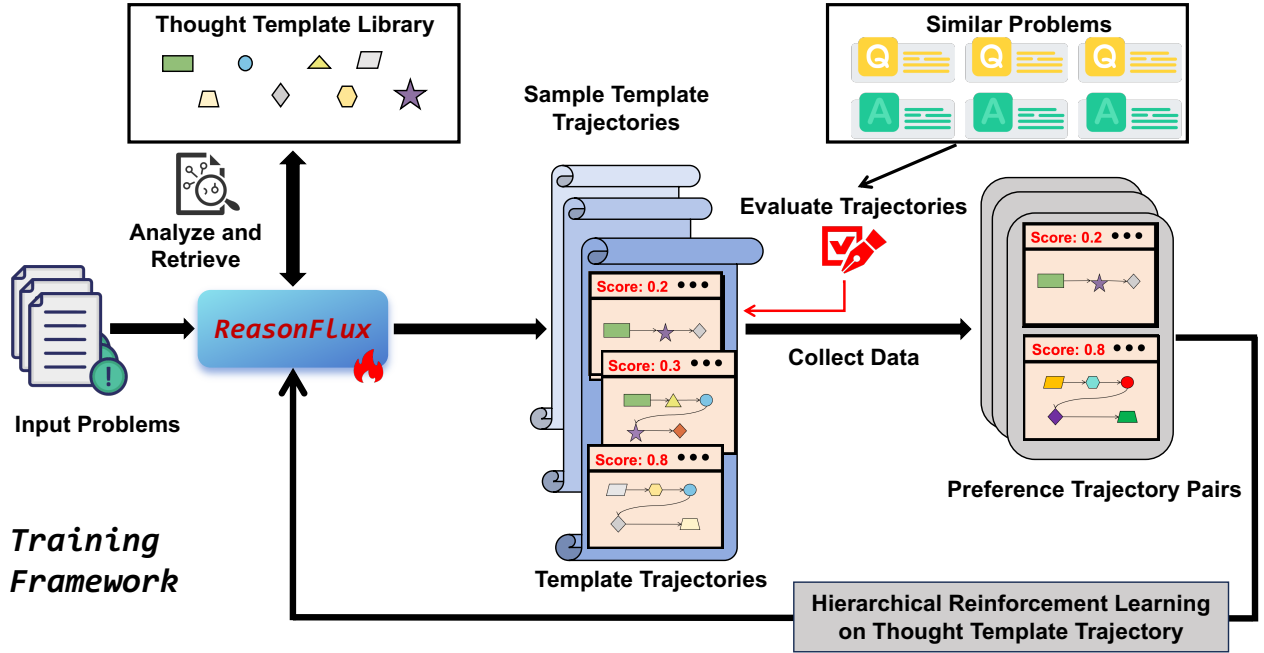 Thought Template Library
Similar Problems
Q
Q
Q
A
A
A
Sample Template
Trajectories
Analyze and
Retrieve
Evaluate Trajectories
Input Problems
!
ReasonFlux
Score: 0.2
Score: 0.3
Score: 0.8
Template Trajectories
Collect Data
Score: 0.2
Score: 0.8
Preference Trajectory Pairs
Training
Framework
Hierarchical Reinforcement Learning
on Thought Template Trajectory